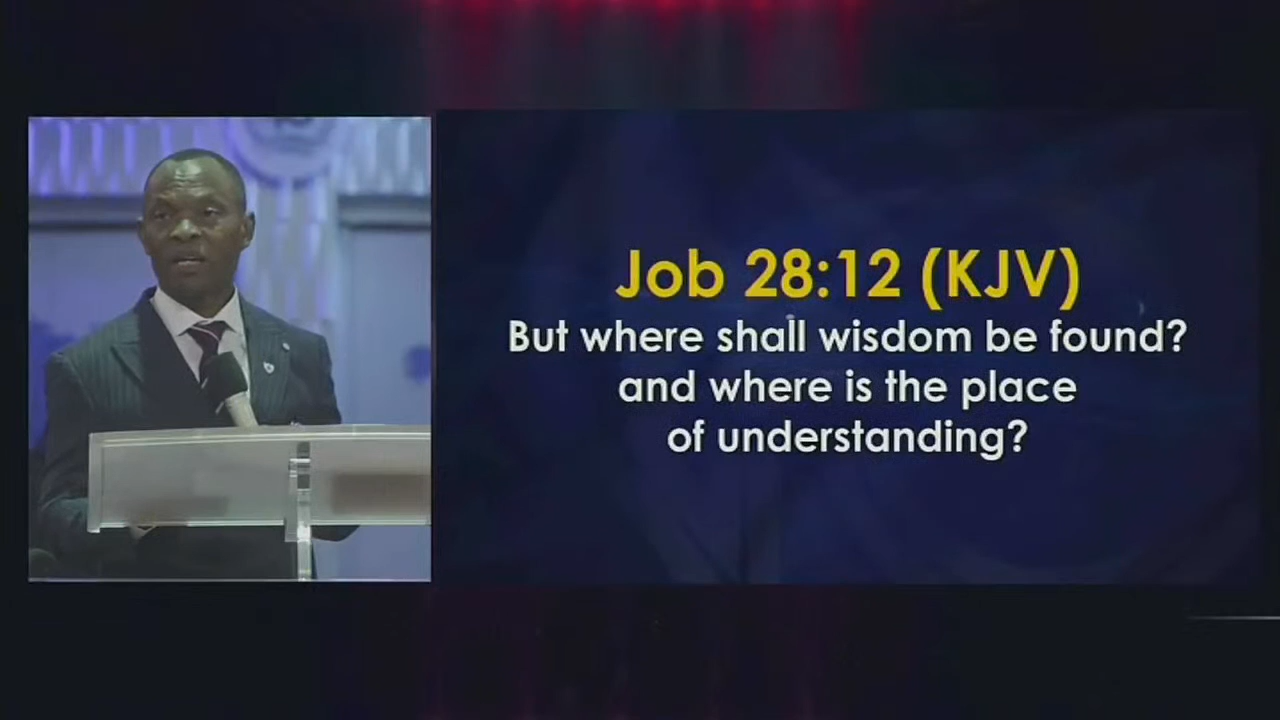 Job 28:12 (KJV)
But where shall wisdom be found?
and where is the place
of understanding?